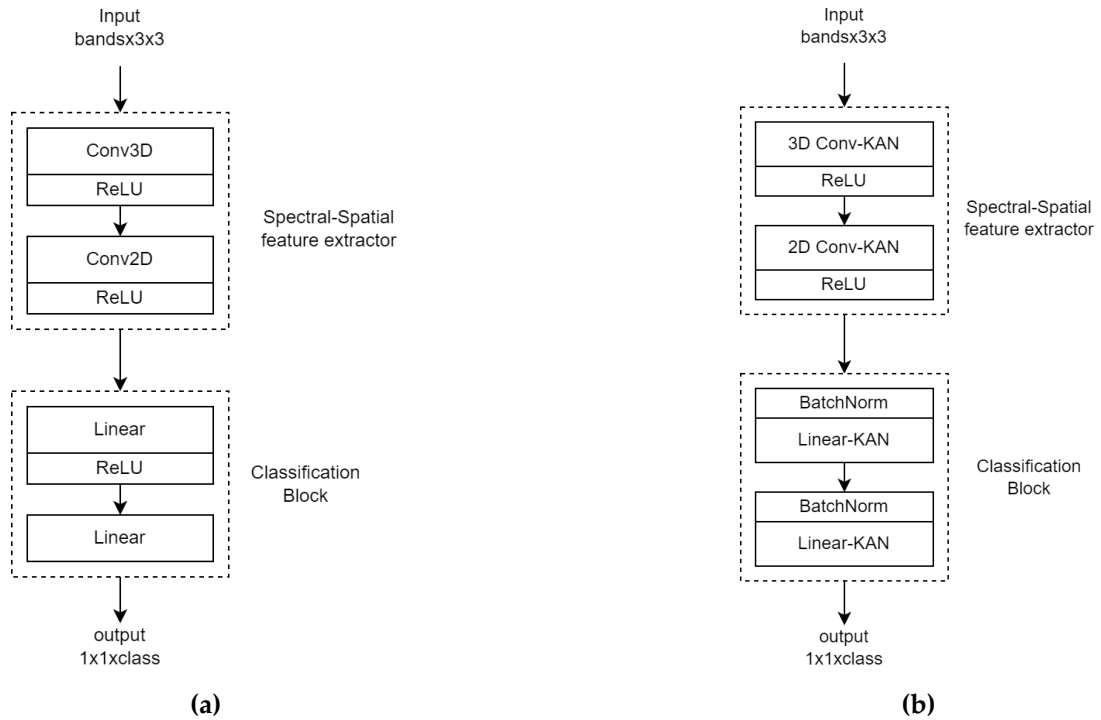 Input
bandsx3x3
Conv3D
ReLU
Conv2D
ReLU
Spectral-Spatial
feature extractor
Linear
ReLU
Linear
Classification
Block
output
1x1xclass
(a)
Input
bandsx3x3
3D Conv-KAN
ReLU
2D Conv-KAN
ReLU
Spectral-Spatial
feature extractor
BatchNorm
Linear-KAN
BatchNorm
Linear-KAN
Classification
Block
output
1x1xclass
(b)